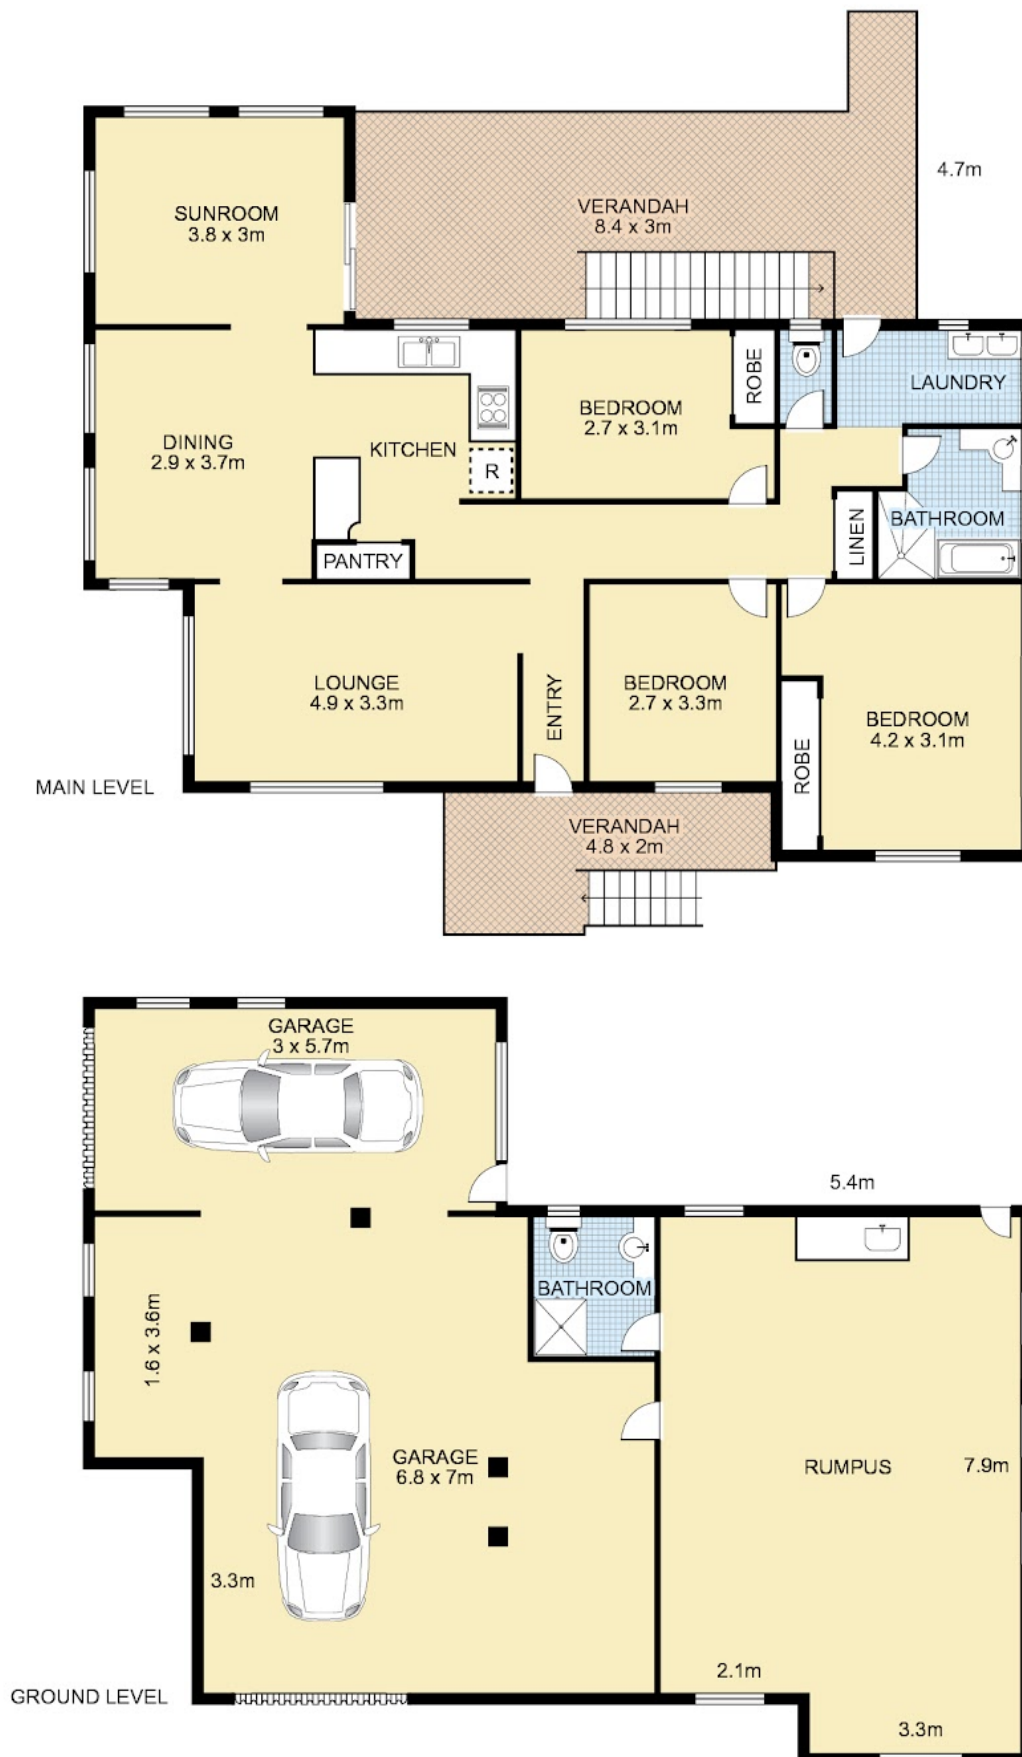 4.7m
SUNROOM
3.8 x 3m
VERANDAH
8.4 x 3m
ROBE
LAUNDRY
BEDROOM
2.7 x 3.1m
DINING
2.9 x 3.7m
KITCHEN
R
BATHROOM
LINEN
PANTRY
LOUNGE
4.9 x 3.3m
ENTRY
BEDROOM
2.7 x 3.3m
BEDROOM
4.2 x 3.1m
ROBE
MAIN LEVEL
VERANDAH
4.8 x 2m
GARAGE
3 x 5.7m
5.4m
BATHROOM
1.6 x 3.6m
GARAGE
6.8 x 7m
RUMPUS
7.9m
3.3m
2.1m
GROUND LEVEL
3.3m